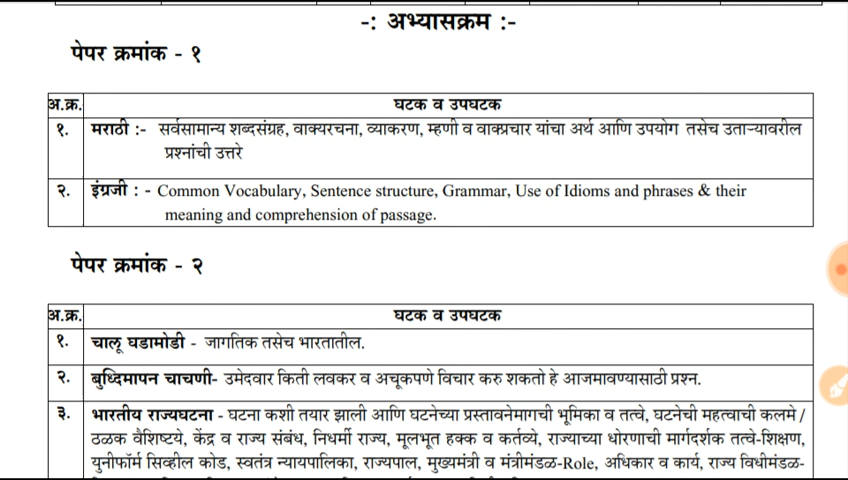 -: अभ्यासक्रम :-
पेपर क्रमांक - १
अ.क्र. घटक व उपघटक
१. मराठी :- सर्वसामान्य शब्दसंग्रह, वाक्यरचना, व्याकरण, म्हणी व वाक्प्रचार यांचा अर्थ आणि उपयोग तसेच उताऱ्यावरील
प्रश्नांची उत्तरे
२. इंग्रजी : - Common Vocabulary, Sentence structure, Grammar, Use of Idioms and phrases & their
meaning and comprehension of passage.
पेपर क्रमांक - २
अ.क्र. घटक व उपघटक
१. चालू घडामोडी - जागतिक तसेच भारतातील.
२. बुध्दिमापन चाचणी- उमेदवार किती लवकर व अचूकपणे विचार करु शकतो हे आजमावण्यासाठी प्रश्न.
३. भारतीय राज्यघटना - घटना कशी तयार झाली आणि घटनेच्या प्रस्तावनेमागची भूमिका व तत्वे, घटनेची महत्वाची कलमे /
ठळक वैशिष्टये, केंद्र व राज्य संबंध, निधर्मी राज्य, मूलभूत हक्क व कर्तव्ये, राज्याच्या धोरणाची मार्गदर्शक तत्वे-शिक्षण,
युनीफॉर्म सिव्हील कोड, स्वतंत्र न्यायपालिका, राज्यपाल, मुख्यमंत्री व मंत्रीमंडळ-Role, अधिकार व कार्य, राज्य विधीमंडळ-